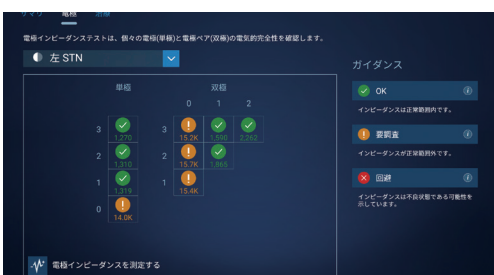 サマリ 電極 治療
電極インピーダンステストは、個々の電極(単極)と電極ペア(双極)の電気的完全性を確認します。
左 STN
ガイダンス
単極 双極
0 1 2
OK
インピーダンスは正常範囲内です。
3 1,270 3 15.2K 1,590 2,262
要調査
インピーダンスが正常範囲外です。
2 1,310 2 15.7K 1,865
回避
インピーダンスは不良状態である可能性を
示しています。
1 1,319 1 15.4K
0 14.0K
電極インピーダンスを測定する